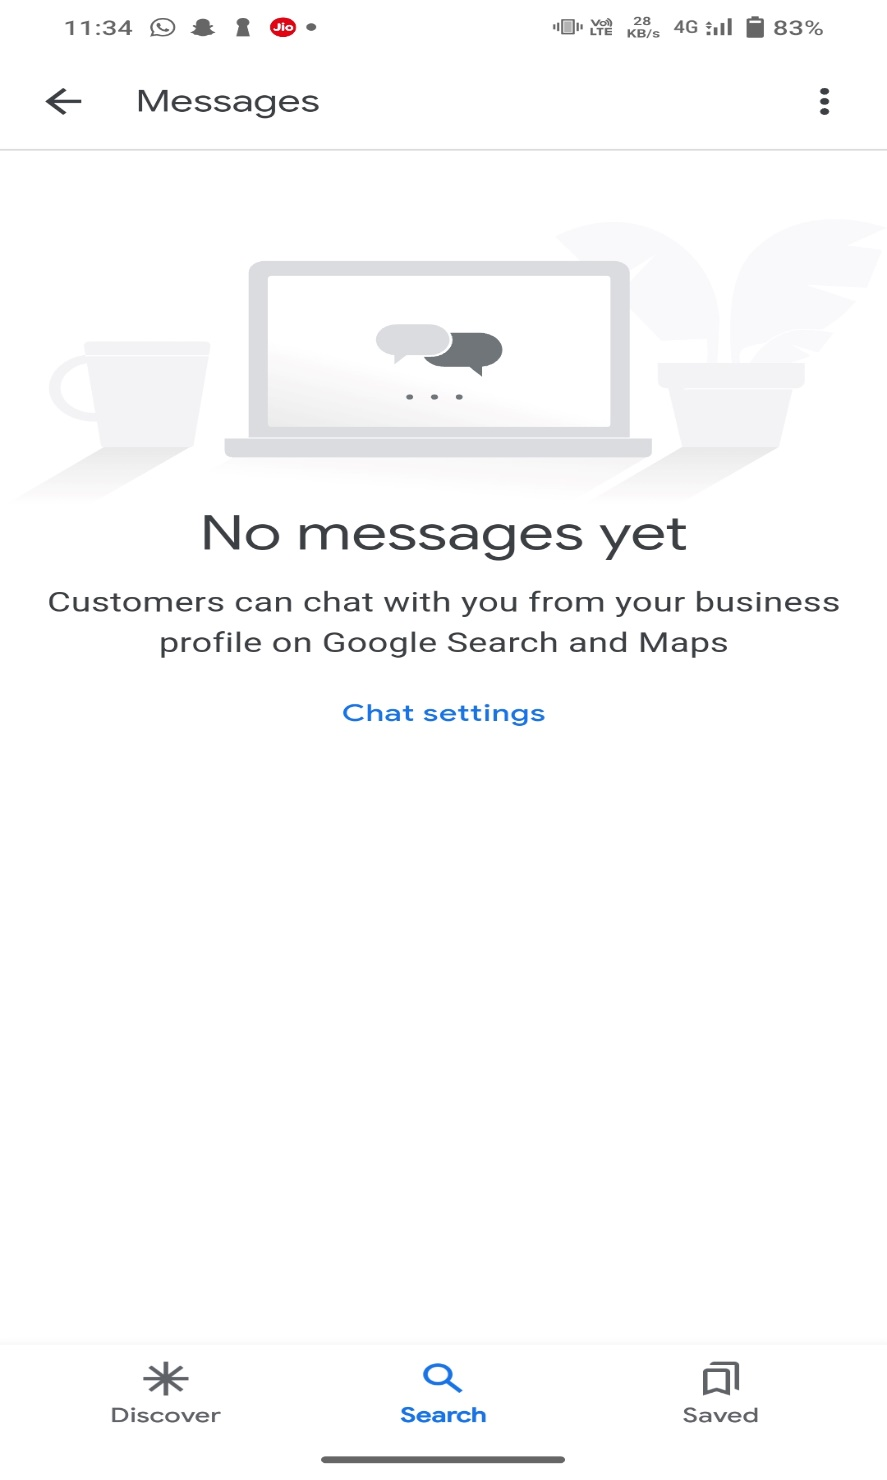 11:34 Jio VoLTE 28 KB/s 4G 83%
Messages
No messages yet
Customers can chat with you from your business
profile on Google Search and Maps
Chat settings
Discover Search Saved